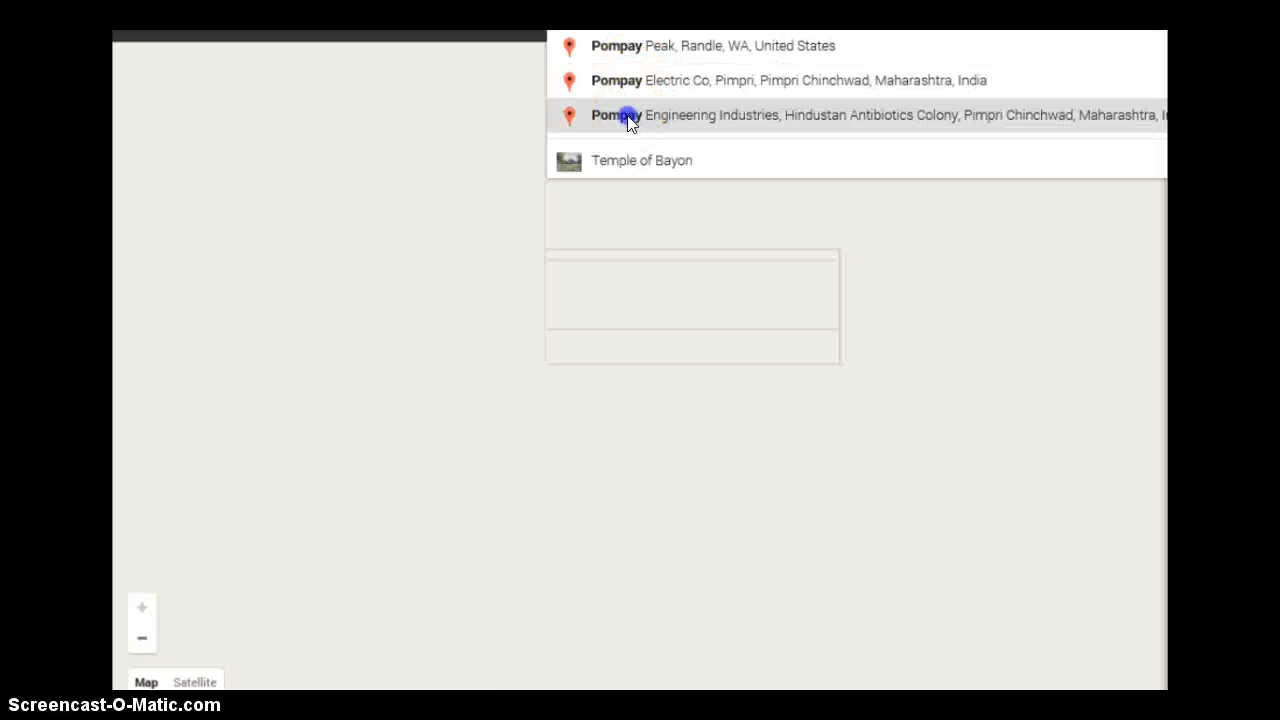 Pompay Peak, Randle, WA, United States
Pompay Electric Co, Pimpri, Pimpri Chinchwad, Maharashtra, India
Pompay Engineering Industries, Hindustan Antibiotics Colony, Pimpri Chinchwad, Maharashtra,
Temple of Bayon
Map Satellite
Screencast-O-Matic.com